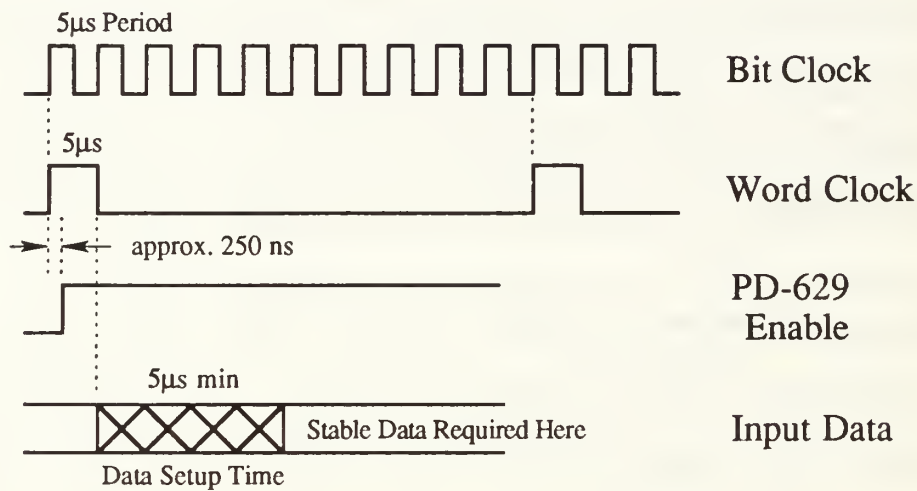 5μs Period
Bit Clock
5μs
Word Clock
approx. 250 ns
PD-629
Enable
5μs min
Stable Data Required Here
Input Data
Data Setup Time